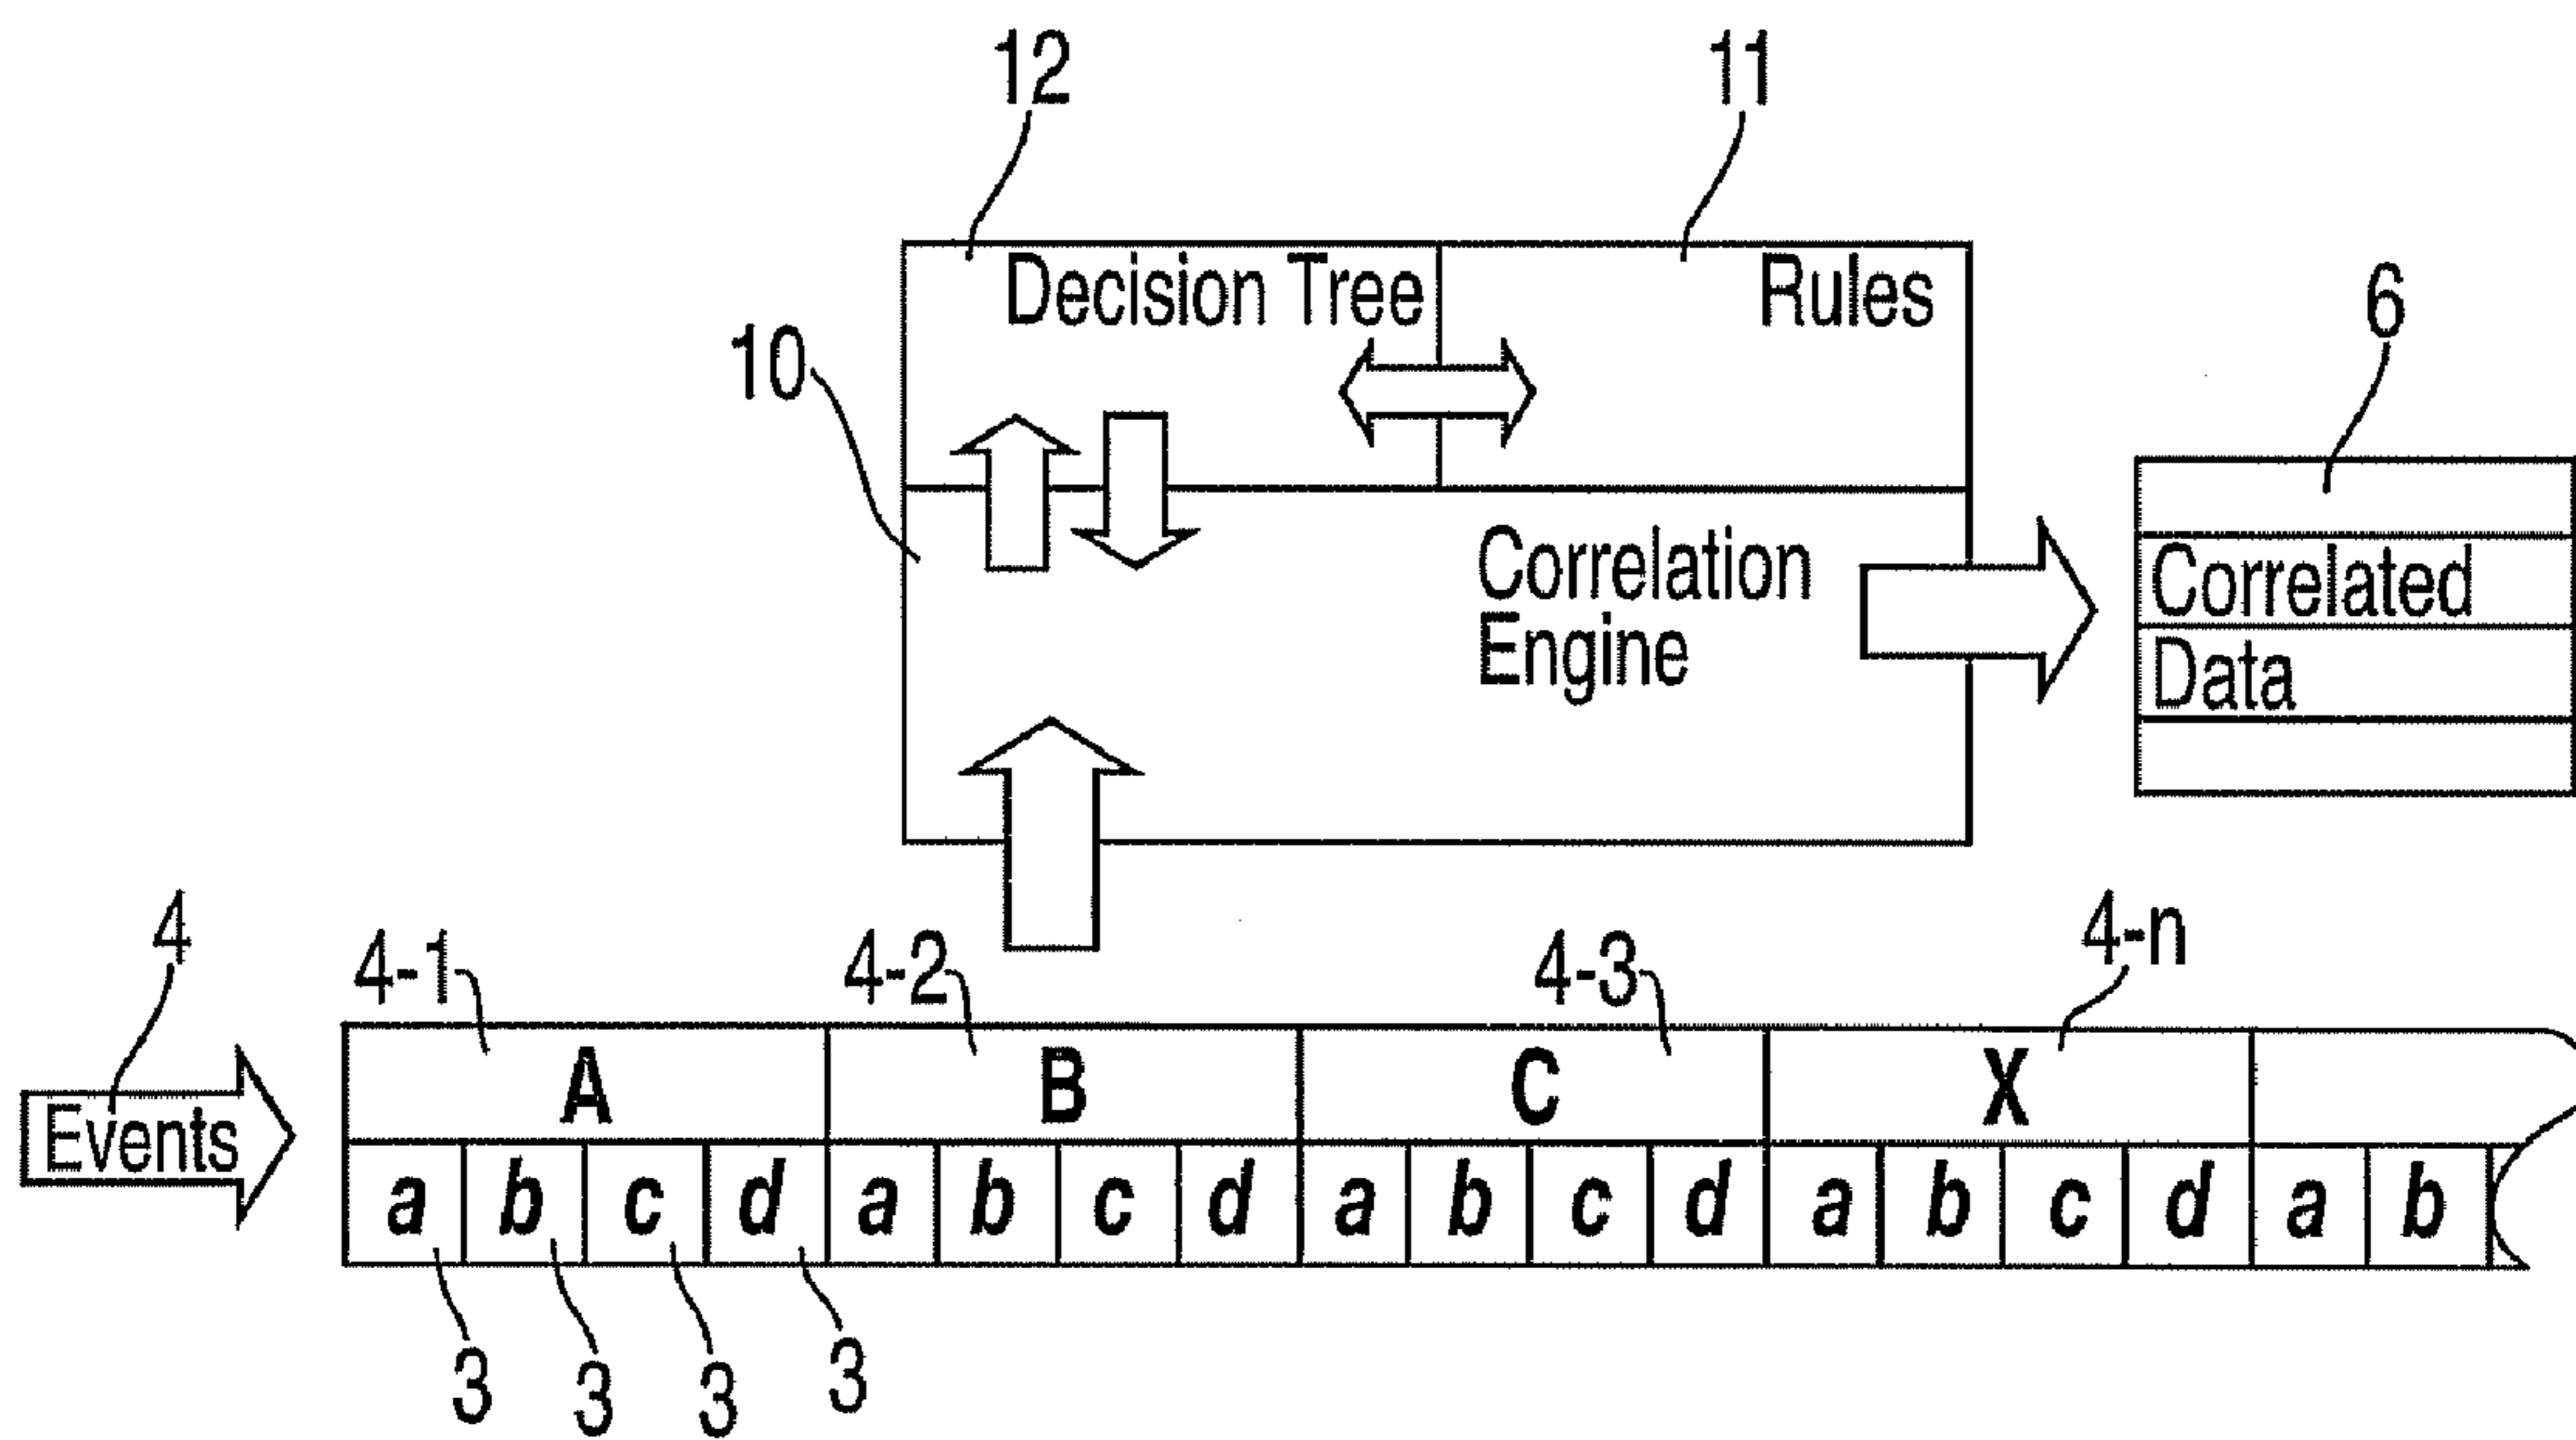 12
11
Decision Tree
Rules
6
10
Correlation
Engine
Correlated
Data
4
4-1
4-2
4-3
4-n
Events
A
B
C
X
a b c d a b c d a b c d a b c d a b
3
3
3
3